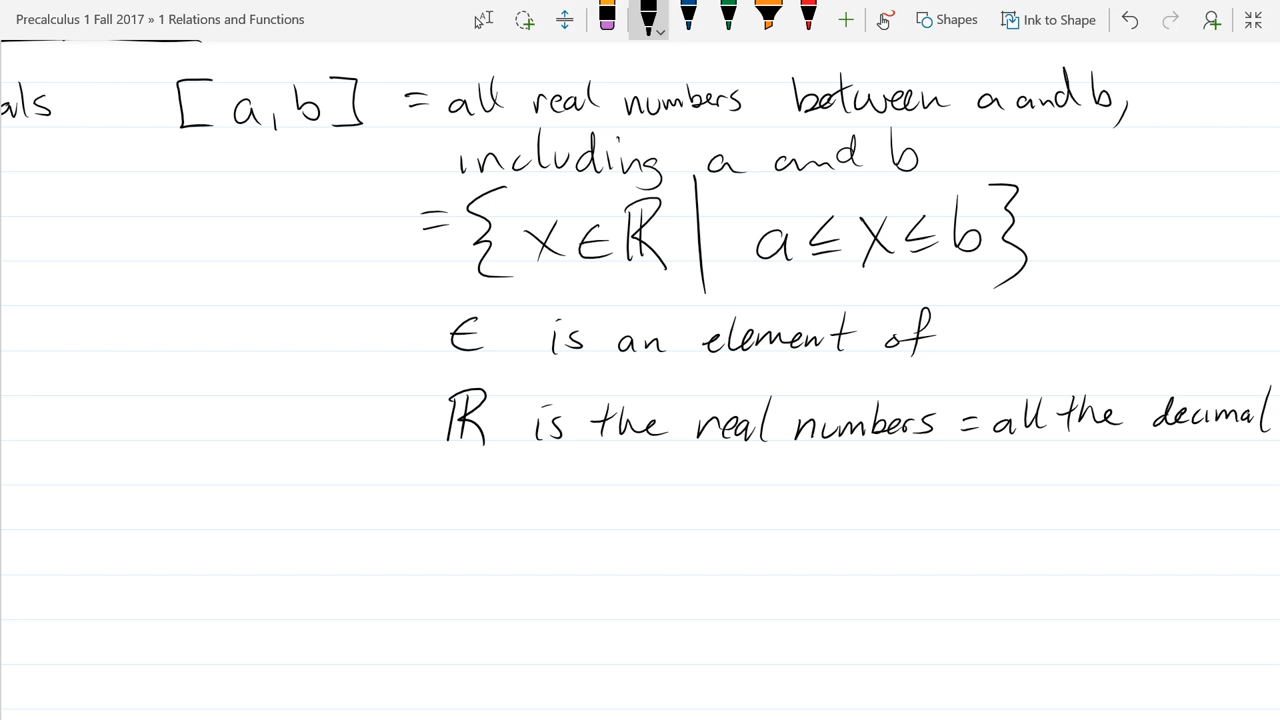 Precalculus 1 Fall 2017 » 1 Relations and Functions
Shapes
Ink to Shape
als [a,b] = all real numbers between a and b,
including a and b
= {x∈ℝ | a≤x≤b}
∈ is an element of
ℝ is the real numbers = all the decimal